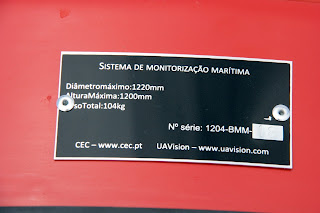 SISTEMA DE MONITORIZAÇÃO MARÍTIMA
Diâmetromáximo:1220mm
AlturaMáxima:1200mm
PesoTotal:104kg
Nº série: 1204-BMM-
CEC – www.cec.pt UAVision – www.uavision.com